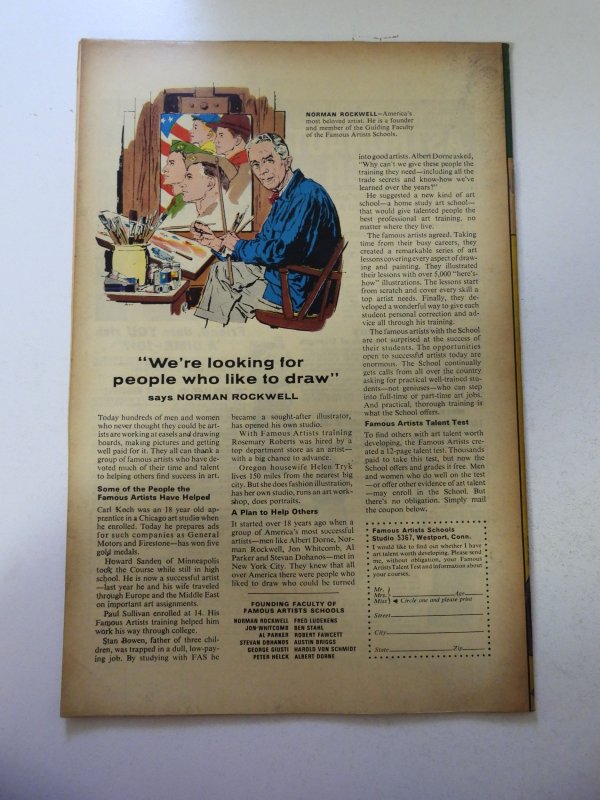 NORMAN ROCKWELL—America's
most beloved artist. He is a founder
and member of the Guiding Faculty
of the Famous Artists Schools.
"We're looking for
people who like to draw"
says NORMAN ROCKWELL
Today hundreds of men and women
who never thought they could be art-
ists are working at easels and drawing
boards, making pictures and getting
well paid for it. They all can thank a
group of famous artists who have de-
voted much of their time and talent
to helping others find success in art.
Some of the People the
Famous Artists Have Helped
Carl Koch was an 18 year old ap-
prentice in a Chicago art studio when
he enrolled. Today he prepares ads
for such companies as General
Motors and Firestone—has won five
gold medals.
Howard Sanden of Minneapolis
took the Course while still in high
school. He is now a successful artist
—last year he and his wife traveled
through Europe and the Middle East
on important art assignments.
Paul Sullivan enrolled at 14. His
Famous Artists training helped him
work his way through college.
Stan Bowen, father of three chil-
dren, was trapped in a dull, low-pay-
ing job. By studying with FAS he
became a sought-after illustrator,
has opened his own studio.
With Famous Artists training
Rosemary Roberts was hired by a
top department store as an artist—
with a big chance to advance.
Oregon housewife Helen Tryk
lives 150 miles from the nearest big
city. But she does fashion illustration,
has her own studio, runs an art work-
shop, does portraits.
A Plan to Help Others
It started over 18 years ago when a
group of America's most successful
artists—men like Albert Dorne, Nor-
man Rockwell, Jon Whitcomb, Al
Parker and Stevan Dohanos—met in
New York City. They knew that all
over America there were people who
liked to draw who could be turned
FOUNDING FACULTY OF
FAMOUS ARTISTS SCHOOLS
NORMAN ROCKWELL FRED LUDEKENS
JON WHITCOMB BEN STAHL
AL PARKER ROBERT FAWCETT
STEVAN DOHANOS AUSTIN BRIGGS
GEORGE GIUSTI HAROLD VON SCHMIDT
PETER HELCK ALBERT DORNE
into good artists. Albert Dorne asked,
"Why can't we give these people the
training they need—including all the
trade secrets and know-how we've
learned over the years?"
He suggested a new kind of art
school—a home study art school—
that would give talented people the
best professional art training, no
matter where they live.
The famous artists agreed. Taking
time from their busy careers, they
created a remarkable series of art
lessons covering every aspect of draw-
ing and painting. They illustrated
their lessons with over 5,000 "here's-
how" illustrations. The lessons start
from scratch and cover every skill a
top artist needs. Finally, they de-
veloped a wonderful way to give each
student personal correction and ad-
vice all through his training.
The famous artists with the School
are not surprised at the success of
their students. The opportunities
open to successful artists today are
enormous. The School continually
gets calls from all over the country
asking for practical well-trained stu-
dents—not geniuses—who can step
into full-time or part-time art jobs.
And practical, thorough training is
what the School offers.
Famous Artists Talent Test
To find others with art talent worth
developing, the Famous Artists cre-
ated a 12-page talent test. Thousands
paid to take this test, but now the
School offers and grades it free. Men
and women who do well on the test
—or offer other evidence of art talent
—may enroll in the School. But
there's no obligation. Simply mail
the coupon below.
Famous Artists Schools
Studio 5367, Westport, Conn.
I would like to find out whether I have
art talent worth developing. Please send
me, without obligation, your Famous
Artists Talent Test and information about
your courses.
Mr.
Mrs. Age
Miss Circle one and please print
Street
City
State Zip